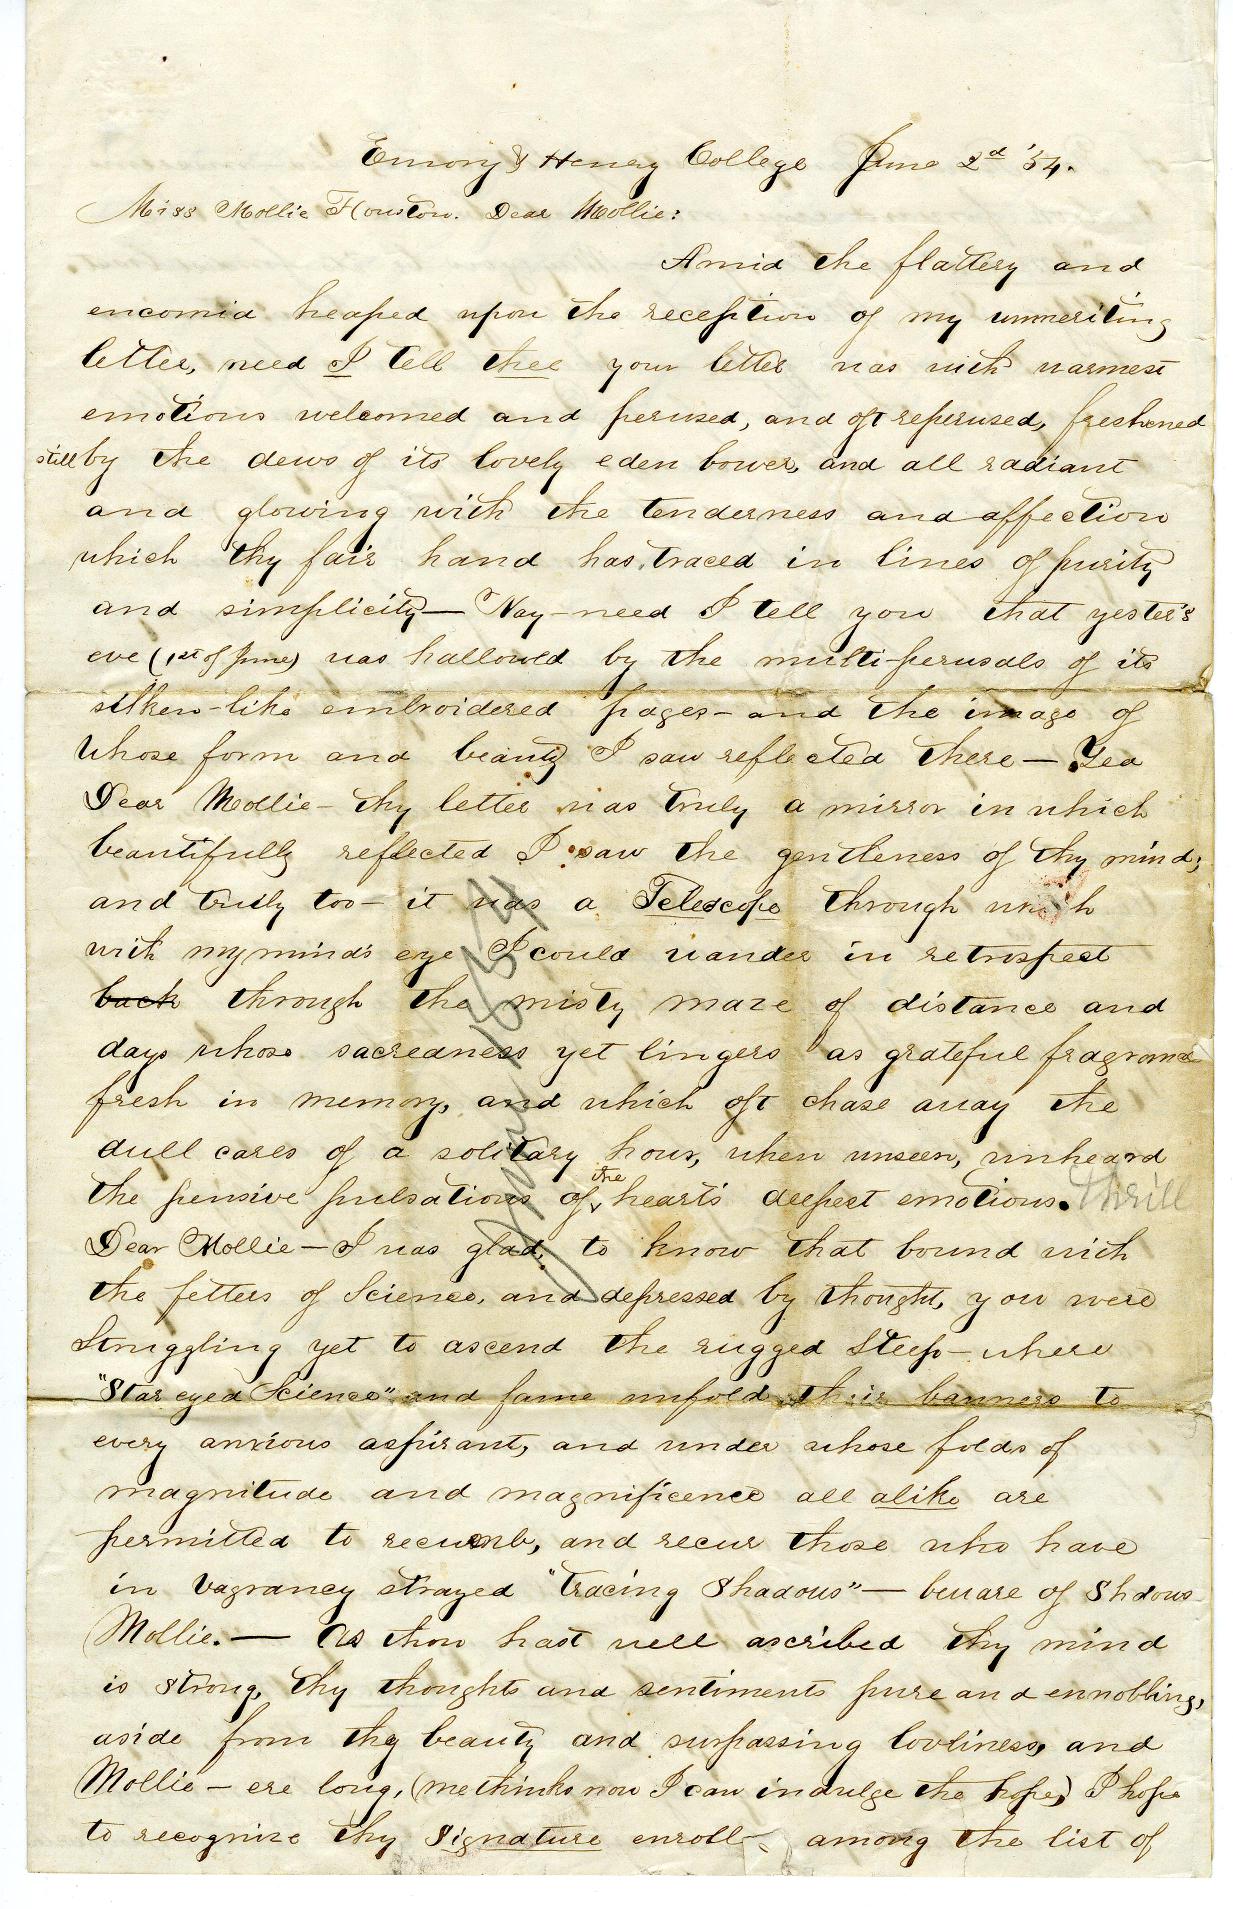 Emory & Henry College June 2d '54.
Miss Mollie Houston. Dear Mollie:
Amid the flattery and
encomia heaped upon the reception of my unmeriting
letter, need I tell thee your letter was with warmest
emotions welcomed and perused, and oft reperused, freshened
still by the dews of its lovely eden bower, and all radiant
and glowing with the tenderness and affection
which thy fair hand has traced in lines of purity
and simplicity — Nay – need I tell you that yester's
eve (1st of June) was hallowed by the multi-perusals of its
silken-like embroidered pages – and the image of
whose form and beauty I saw reflected there — Yea
Dear Mollie – thy letter was truly a mirror in which
beautifully reflected I saw the gentleness of thy mind;
and truly too – it was a Telescope through which
with my mind's eye I could wander in retrospect
back through the misty maze of distance and
days whose sacredness yet lingers as grateful fragrance
fresh in memory, and which oft chase away the
dull cares of a solitary hour, when unseen, unheard
the pensive pulsations of the heart's deepest emotions. thrill
Dear Mollie — I was glad, to know that bound with
the fetters of Science, and depressed by thought, you were
Struggling yet to ascend the rugged Steep – where
"Star eyed Science" and fame unfold their banners to
every anxious aspirant, and under whose folds of
magnitude and magnificence all alike are
permitted to recumb, and recur those who have
in vagrancy strayed "tracing Shadows" — beware of Shdows
Mollie. — As thou hast well ascribed thy mind
is strong, thy thoughts and sentiments pure and ennobling,
aside from thy beauty and surpassing lovliness, and
Mollie – ere long, (me thinks now I can indulge the hope,) I hope
to recognize thy Signature enroll among the list of
June 1854